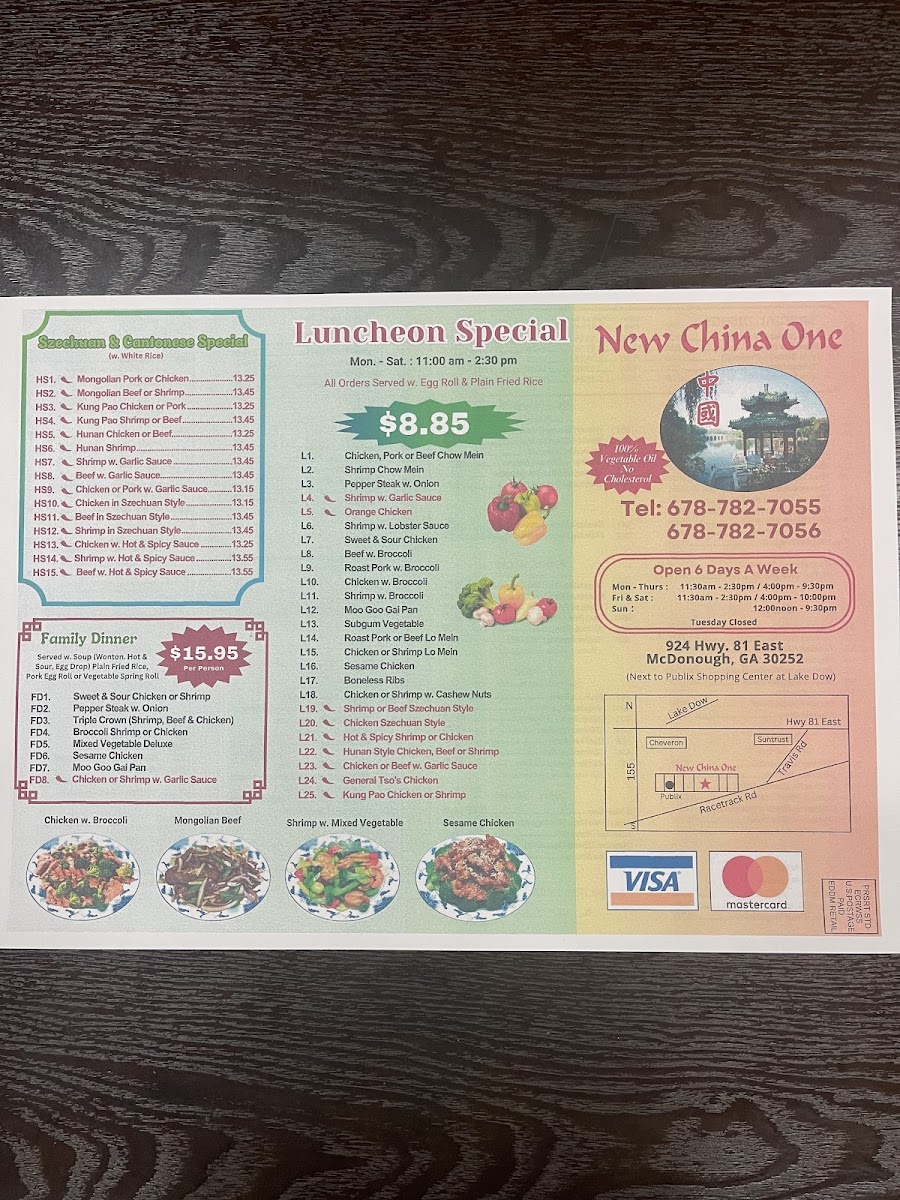 Szechuan & Cantonese Special
(w. White Rice)
HS1. Mongolian Pork or Chicken....................13.25
HS2. Mongolian Beef or Shrimp.....................13.45
HS3. Kung Pao Chicken or Pork....................13.25
HS4. Kung Pao Shrimp or Beef......................13.45
HS5. Hunan Chicken or Beef.........................13.25
HS6. Hunan Shrimp.......................................13.45
HS7. Shrimp w. Garlic Sauce.........................13.45
HS8. Beef w. Garlic Sauce.............................13.45
HS9. Chicken or Pork w. Garlic Sauce............13.15
HS10. Chicken in Szechuan Style...................13.15
HS11. Beef in Szechuan Style........................13.45
HS12. Shrimp in Szechuan Style....................13.45
HS13. Chicken w. Hot & Spicy Sauce.............13.25
HS14. Shrimp w. Hot & Spicy Sauce...............13.55
HS15. Beef w. Hot & Spicy Sauce...................13.55
Family Dinner
Served w. Soup (Wonton. Hot &
Sour, Egg Drop) Plain Fried Rice,
Pork Egg Roll or Vegetable Spring Roll
$15.95
Per Person
FD1. Sweet & Sour Chicken or Shrimp
FD2. Pepper Steak w. Onion
FD3. Triple Crown (Shrimp, Beef & Chicken)
FD4. Broccoli Shrimp or Chicken
FD5. Mixed Vegetable Deluxe
FD6. Sesame Chicken
FD7. Moo Goo Gai Pan
FD8. Chicken or Shrimp w. Garlic Sauce
Chicken w. Broccoli
Mongolian Beef
Shrimp w. Mixed Vegetable
Sesame Chicken
Luncheon Special
Mon. - Sat. : 11:00 am - 2:30 pm
All Orders Served w. Egg Roll & Plain Fried Rice
$8.85
L1. Chicken, Pork or Beef Chow Mein
L2. Shrimp Chow Mein
L3. Pepper Steak w. Onion
L4. Shrimp w. Garlic Sauce
L5. Orange Chicken
L6. Shrimp w. Lobster Sauce
L7. Sweet & Sour Chicken
L8. Beef w. Broccoli
L9. Roast Pork w. Broccoli
L10. Chicken w. Broccoli
L11. Shrimp w. Broccoli
L12. Moo Goo Gai Pan
L13. Subgum Vegetable
L14. Roast Pork or Beef Lo Mein
L15. Chicken or Shrimp Lo Mein
L16. Sesame Chicken
L17. Boneless Ribs
L18. Chicken or Shrimp w. Cashew Nuts
L19. Shrimp or Beef Szechuan Style
L20. Chicken Szechuan Style
L21. Hot & Spicy Shrimp or Chicken
L22. Hunan Style Chicken, Beef or Shrimp
L23. Chicken or Beef w. Garlic Sauce
L24. General Tso's Chicken
L25. Kung Pao Chicken or Shrimp
New China One
中國
100%
Vegetable Oil
No
Cholesterol
Tel: 678-782-7055
678-782-7056
Open 6 Days A Week
Mon - Thurs : 11:30am - 2:30pm / 4:00pm - 9:30pm
Fri & Sat : 11:30am - 2:30pm / 4:00pm - 10:00pm
Sun : 12:00noon - 9:30pm
Tuesday Closed
924 Hwy. 81 East
McDonough, GA 30252
(Next to Publix Shopping Center at Lake Dow)
N
Lake Dow
Hwy 81 East
Cheveron
Suntrust
Travis Rd
155
New China One
Publix
Racetrack Rd
S
VISA
mastercard
PRSRT STD
ECRWSS
U S POSTAGE
PAID
EDDM RETAIL